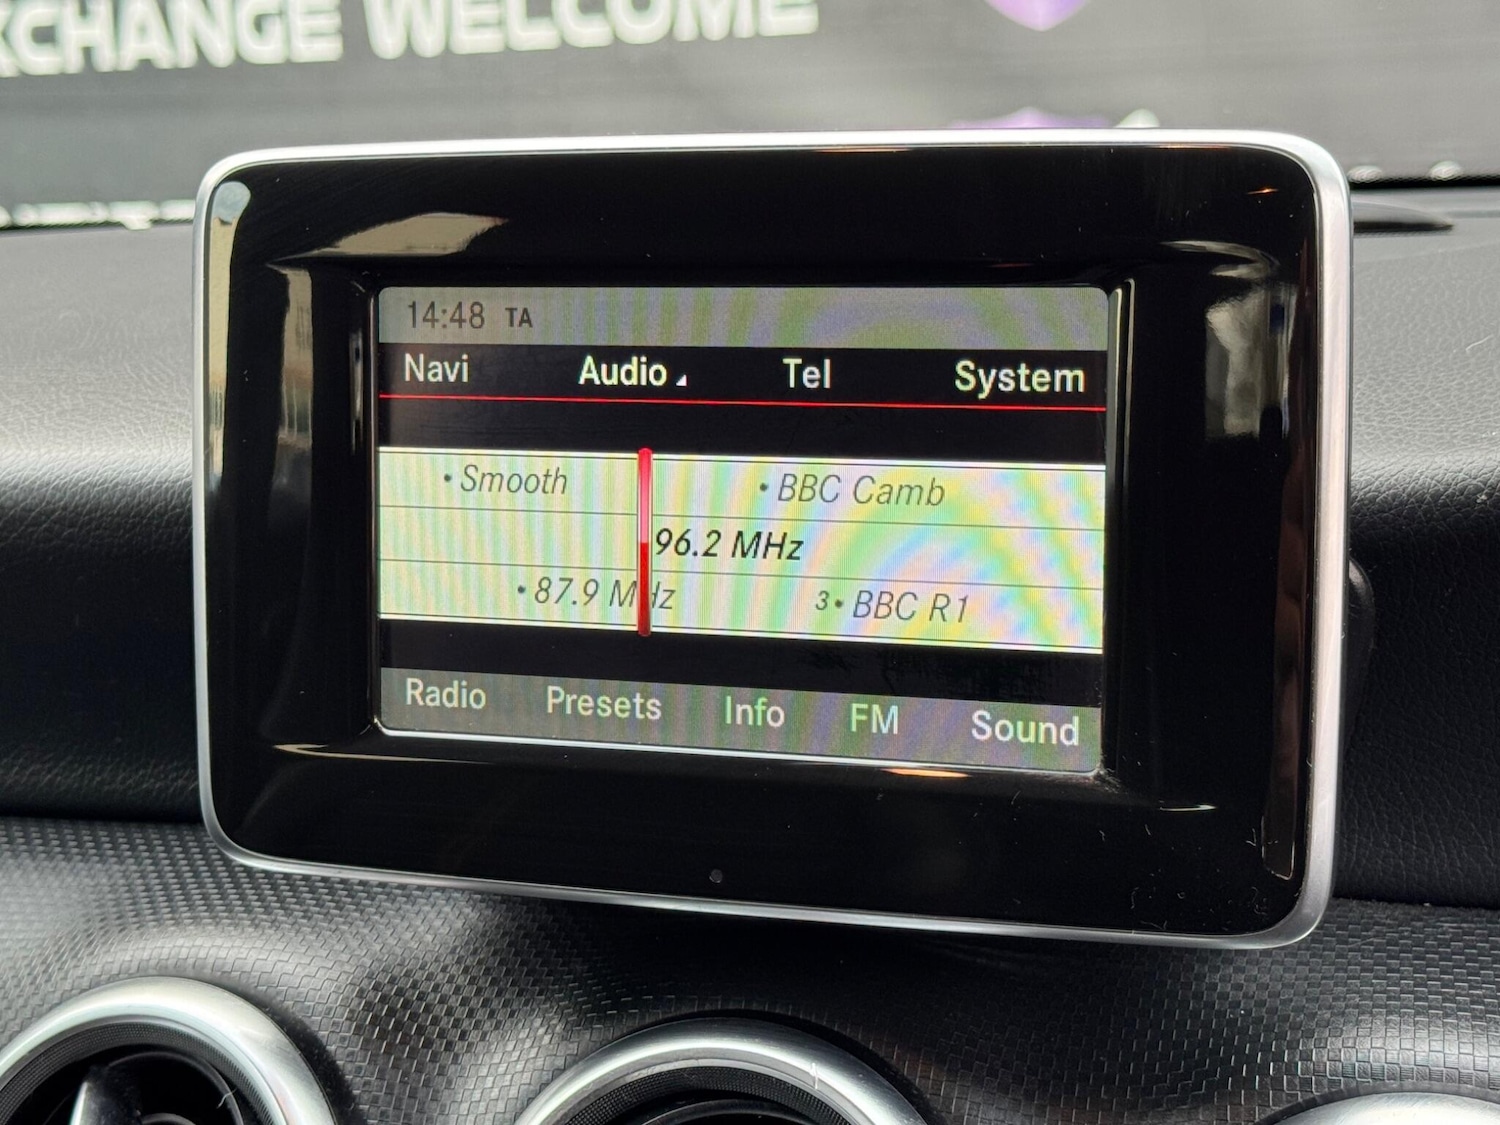 XCHANGE WELCOME
14:48 TA
Navi Audio Tel System
• Smooth • BBC Camb
96.2 MHz
• 87.9 MHz 3• BBC R1
Radio Presets Info FM Sound